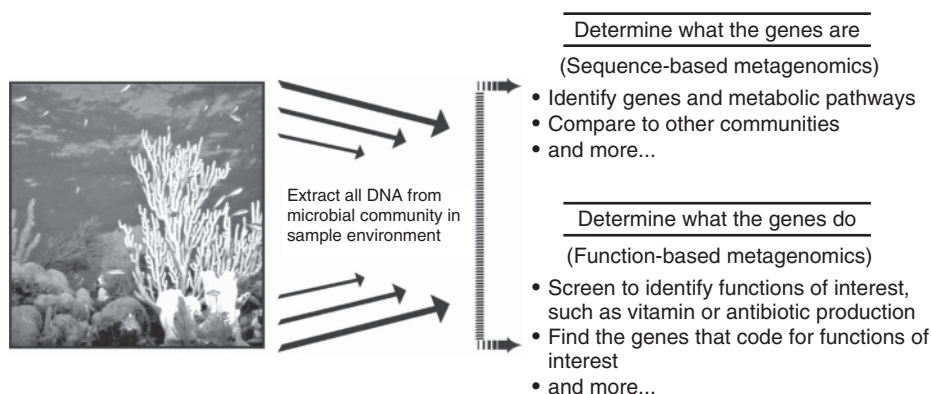 Extract all DNA from
microbial community in
sample environment
Determine what the genes are
(Sequence-based metagenomics)
• Identify genes and metabolic pathways
• Compare to other communities
• and more...
Determine what the genes do
(Function-based metagenomics)
• Screen to identify functions of interest,
such as vitamin or antibiotic production
• Find the genes that code for functions of
interest
• and more...